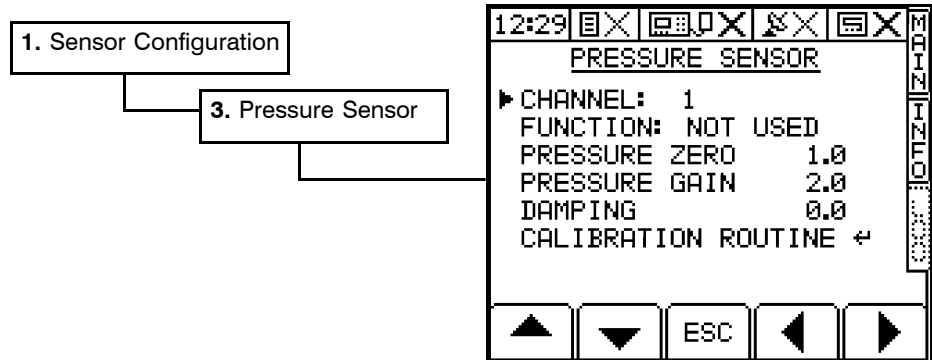 1. Sensor Configuration
3. Pressure Sensor
12:29
PRESSURE SENSOR
CHANNEL: 1
FUNCTION: NOT USED
PRESSURE ZERO 1.0
PRESSURE GAIN 2.0
DAMPING 0.0
CALIBRATION ROUTINE ↵
ESC
MAIN
INFO